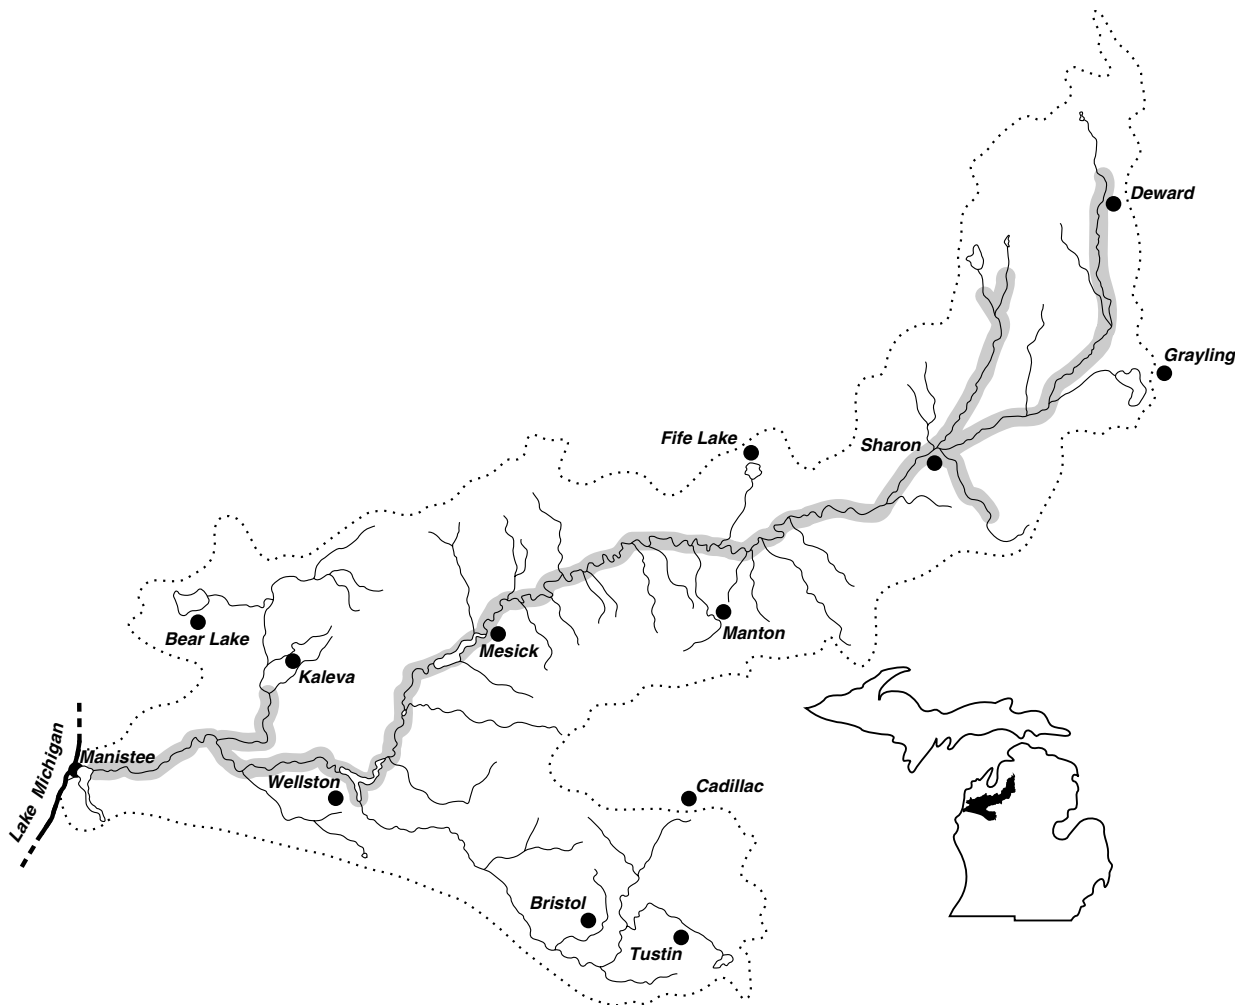 Deward
Grayling
Fife Lake
Sharon
Bear Lake
Manton
Mesick
Kaleva
Lake Michigan
Manistee
Wellston
Cadillac
Bristol
Tustin